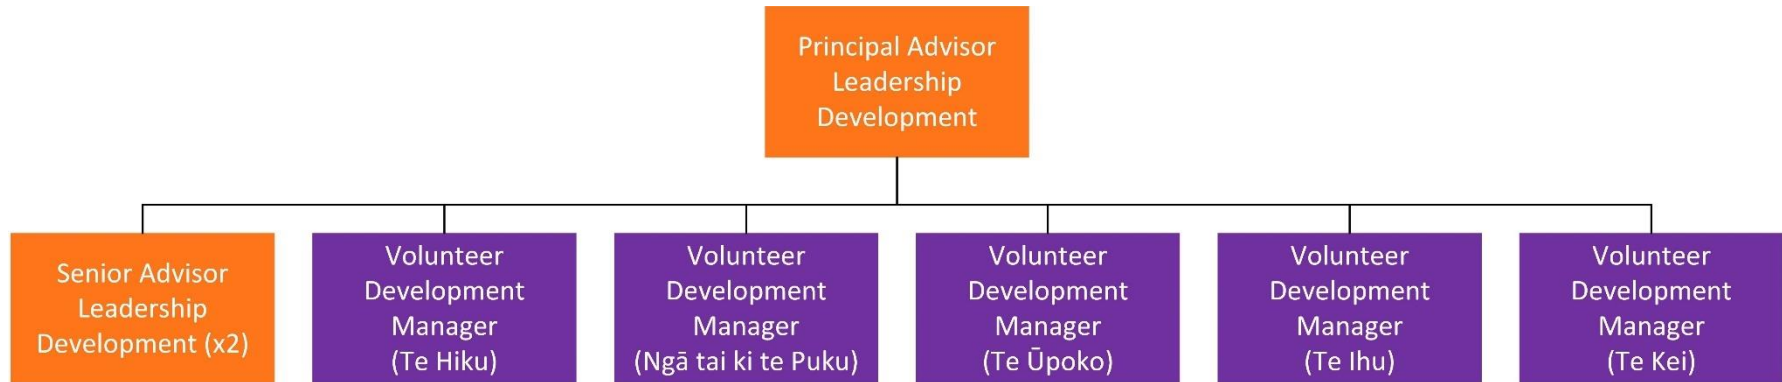 Principal Advisor
Leadership
Development
Senior Advisor
Leadership
Development (x2)
Volunteer
Development
Manager
(Te Hiku)
Volunteer
Development
Manager
(Ngā tai ki te Puku)
Volunteer
Development
Manager
(Te Ūpoko)
Volunteer
Development
Manager
(Te Ihu)
Volunteer
Development
Manager
(Te Kei)